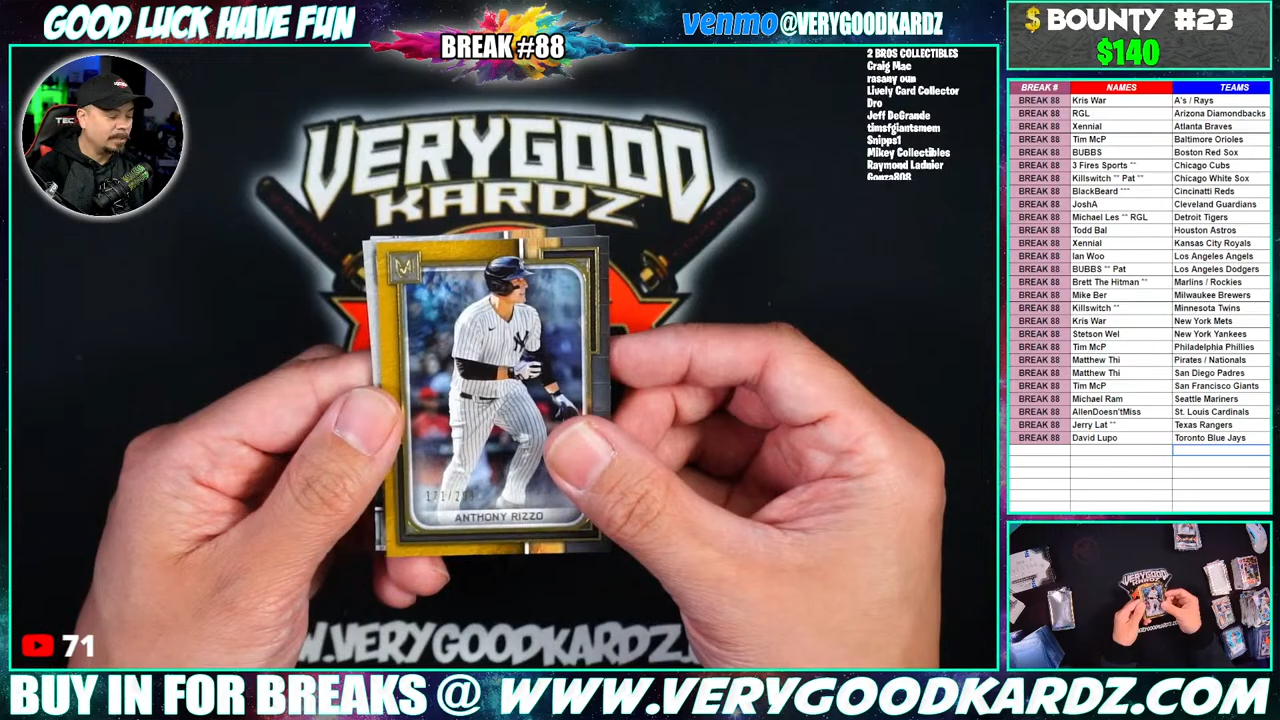 GOOD LUCK HAVE FUN
BREAK #88
venmo @VERYGOODKARDZ
$ BOUNTY #23
$140
2 BROS COLLECTIBLES
Craig Mac
rasany oun
Lively Card Collector
Dro
Jeff DeGrande
timsfgiantsmem
Snipps1
Mikey Collectibles
Raymond Ladnier
Gonza808
TEC
VERYGOOD
KARDZ
M
NY
ANTHONY RIZZO
W.VERYGOODKARDZ.
71
BREAK # NAMES TEAMS
BREAK 88 Kris War A's / Rays
BREAK 88 RGL Arizona Diamondbacks
BREAK 88 Xennial Atlanta Braves
BREAK 88 Tim McP Baltimore Orioles
BREAK 88 BUBBS Boston Red Sox
BREAK 88 3 Fires Sports ** Chicago Cubs
BREAK 88 Killswitch ** Pat ** Chicago White Sox
BREAK 88 BlackBeard *** Cincinatti Reds
BREAK 88 JoshA Cleveland Guardians
BREAK 88 Michael Les ** RGL Detroit Tigers
BREAK 88 Todd Bal Houston Astros
BREAK 88 Xennial Kansas City Royals
BREAK 88 Ian Woo Los Angeles Angels
BREAK 88 BUBBS ** Pat Los Angeles Dodgers
BREAK 88 Brett The Hitman ** Marlins / Rockies
BREAK 88 Mike Ber Milwaukee Brewers
BREAK 88 Killswitch ** Minnesota Twins
BREAK 88 Kris War New York Mets
BREAK 88 Stetson Wel New York Yankees
BREAK 88 Tim McP Philadelphia Phillies
BREAK 88 Matthew Thi Pirates / Nationals
BREAK 88 Matthew Thi San Diego Padres
BREAK 88 Tim McP San Francisco Giants
BREAK 88 Michael Ram Seattle Mariners
BREAK 88 AllenDoesn'tMiss St. Louis Cardinals
BREAK 88 Jerry Lat ** Texas Rangers
BREAK 88 David Lupo Toronto Blue Jays
VERYGOOD
KARDZ
BUY IN FOR BREAKS @ WWW.VERYGOODKARDZ.COM